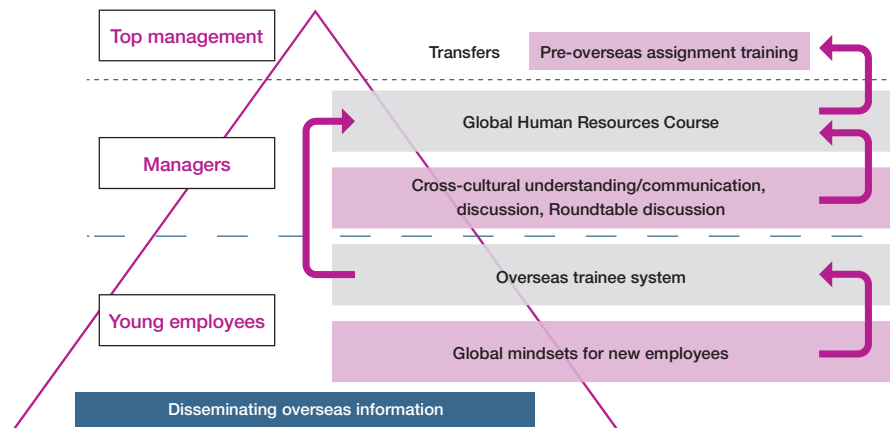 Top management
Transfers
Pre-overseas assignment training
Global Human Resources Course
Managers
Cross-cultural understanding/communication,
discussion, Roundtable discussion
Overseas trainee system
Young employees
Global mindsets for new employees
Disseminating overseas information